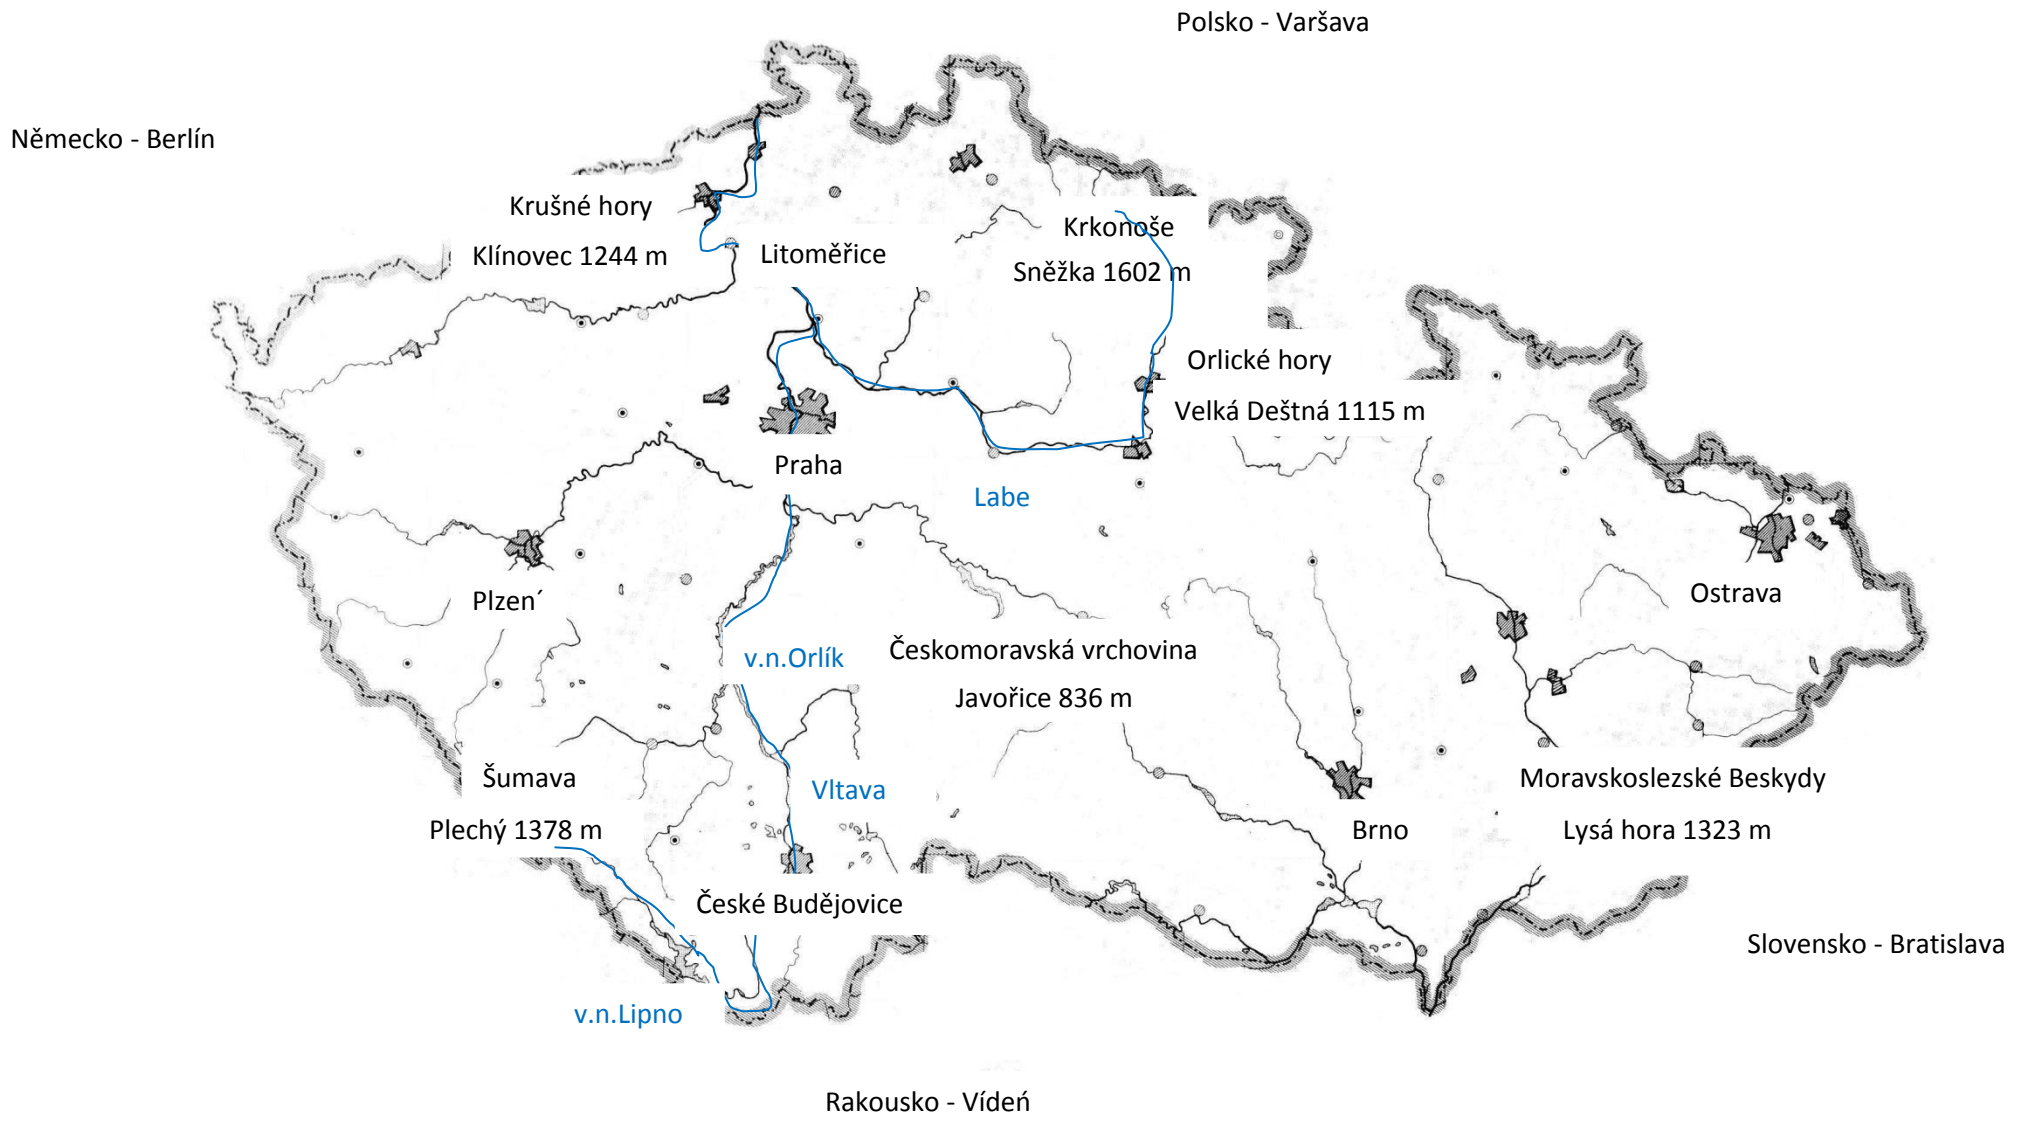 Polsko - Varšava
Německo - Berlín
Krušné hory
Klínovec 1244 m
Litoměřice
Krkonoše
Sněžka 1602 m
Orlické hory
Velká Deštná 1115 m
Praha
Labe
Plzen´
Ostrava
v.n.Orlík
Českomoravská vrchovina
Javořice 836 m
Šumava
Plechý 1378 m
Vltava
Moravskoslezské Beskydy
Lysá hora 1323 m
Brno
České Budějovice
Slovensko - Bratislava
v.n.Lipno
Rakousko - Vídeń